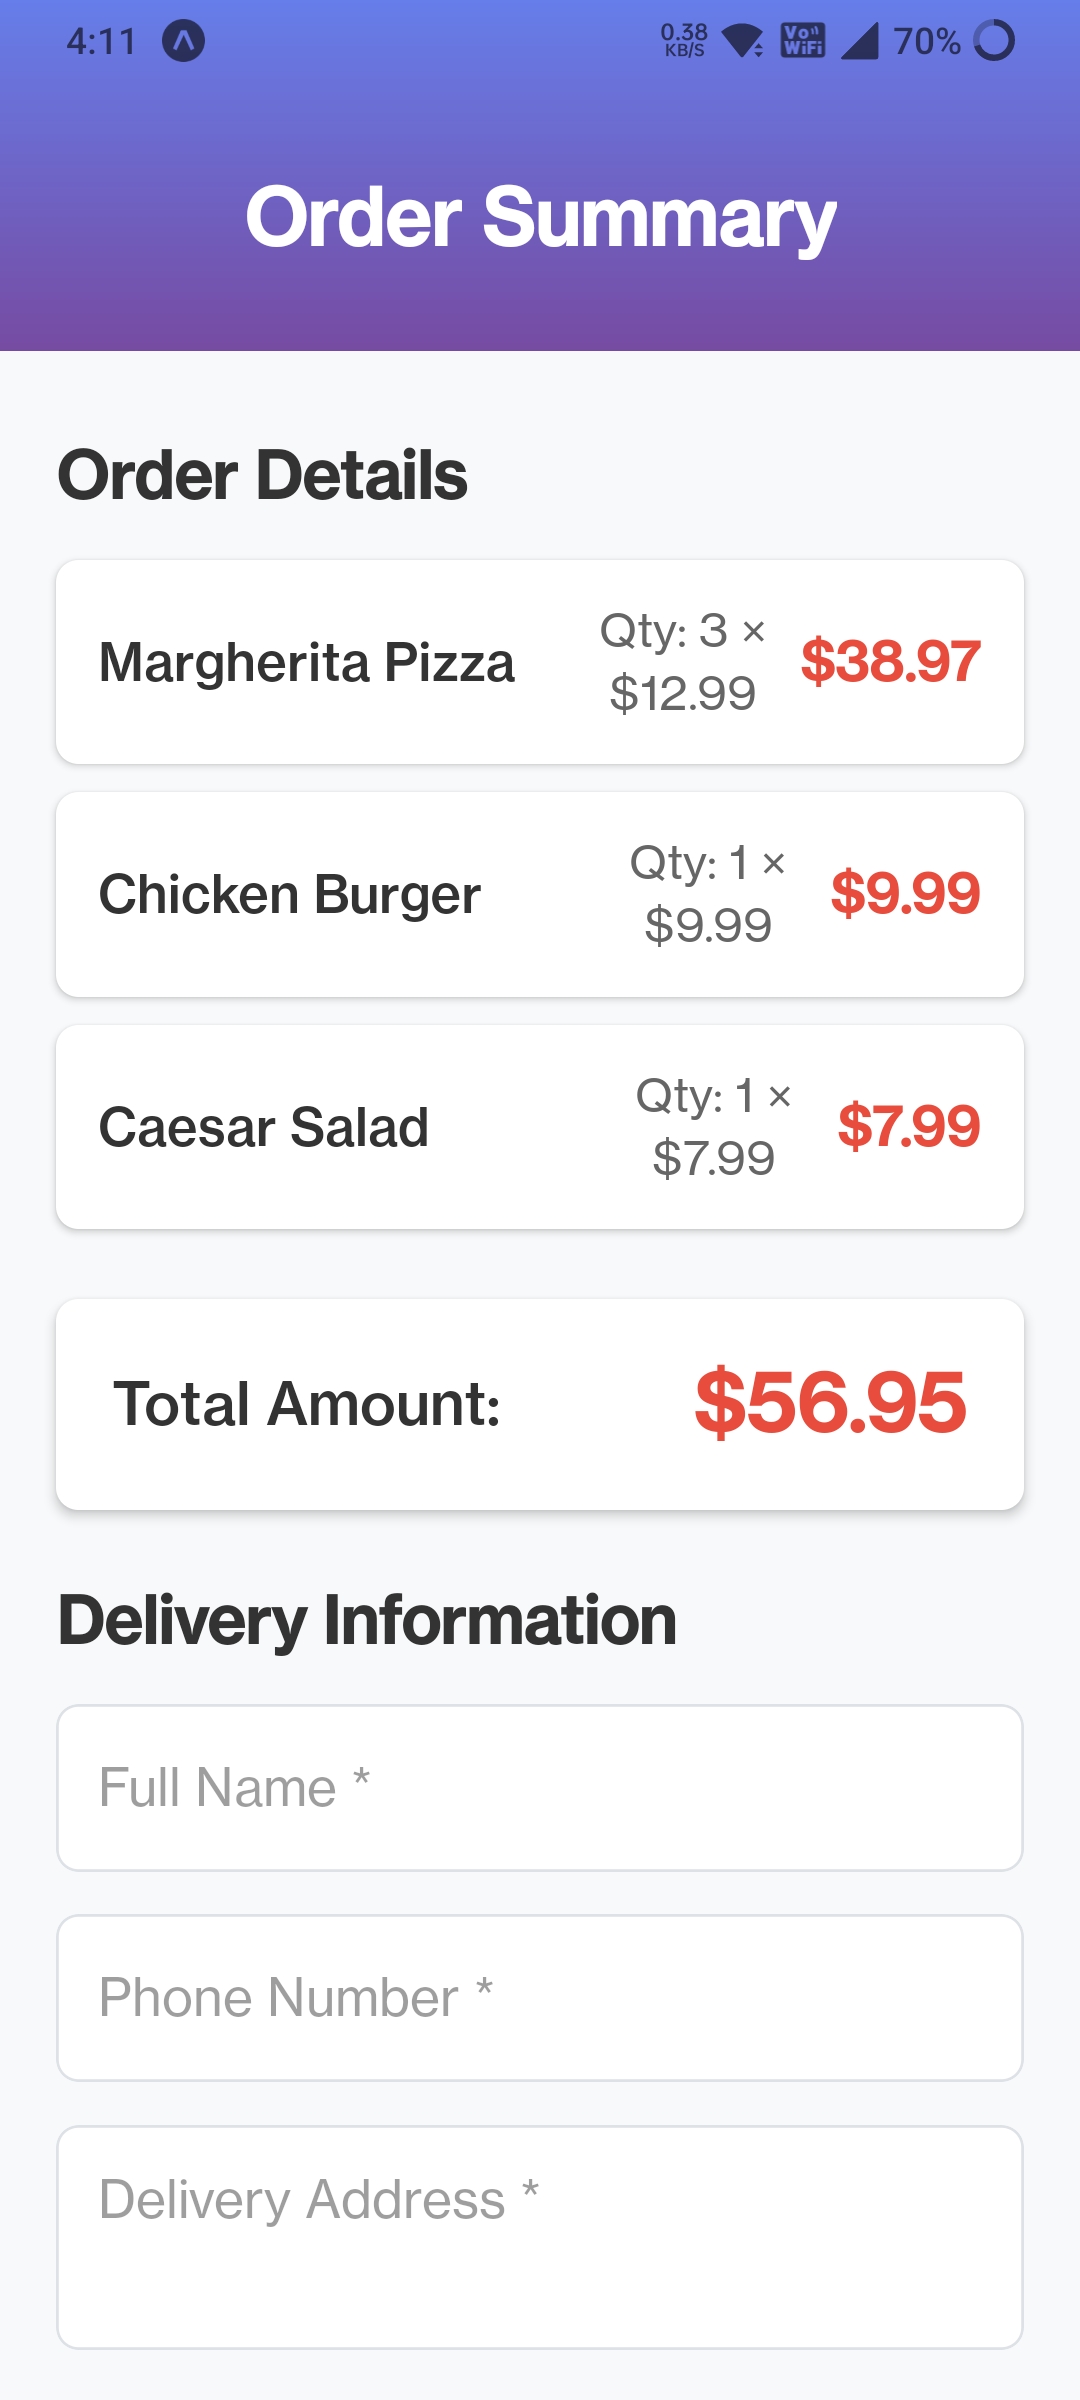 4:11 0.38 KB/S Vo WiFi 70%
Order Summary
Order Details
Margherita Pizza Qty: 3 × $12.99 $38.97
Chicken Burger Qty: 1 × $9.99 $9.99
Caesar Salad Qty: 1 × $7.99 $7.99
Total Amount: $56.95
Delivery Information
Full Name *
Phone Number *
Delivery Address *